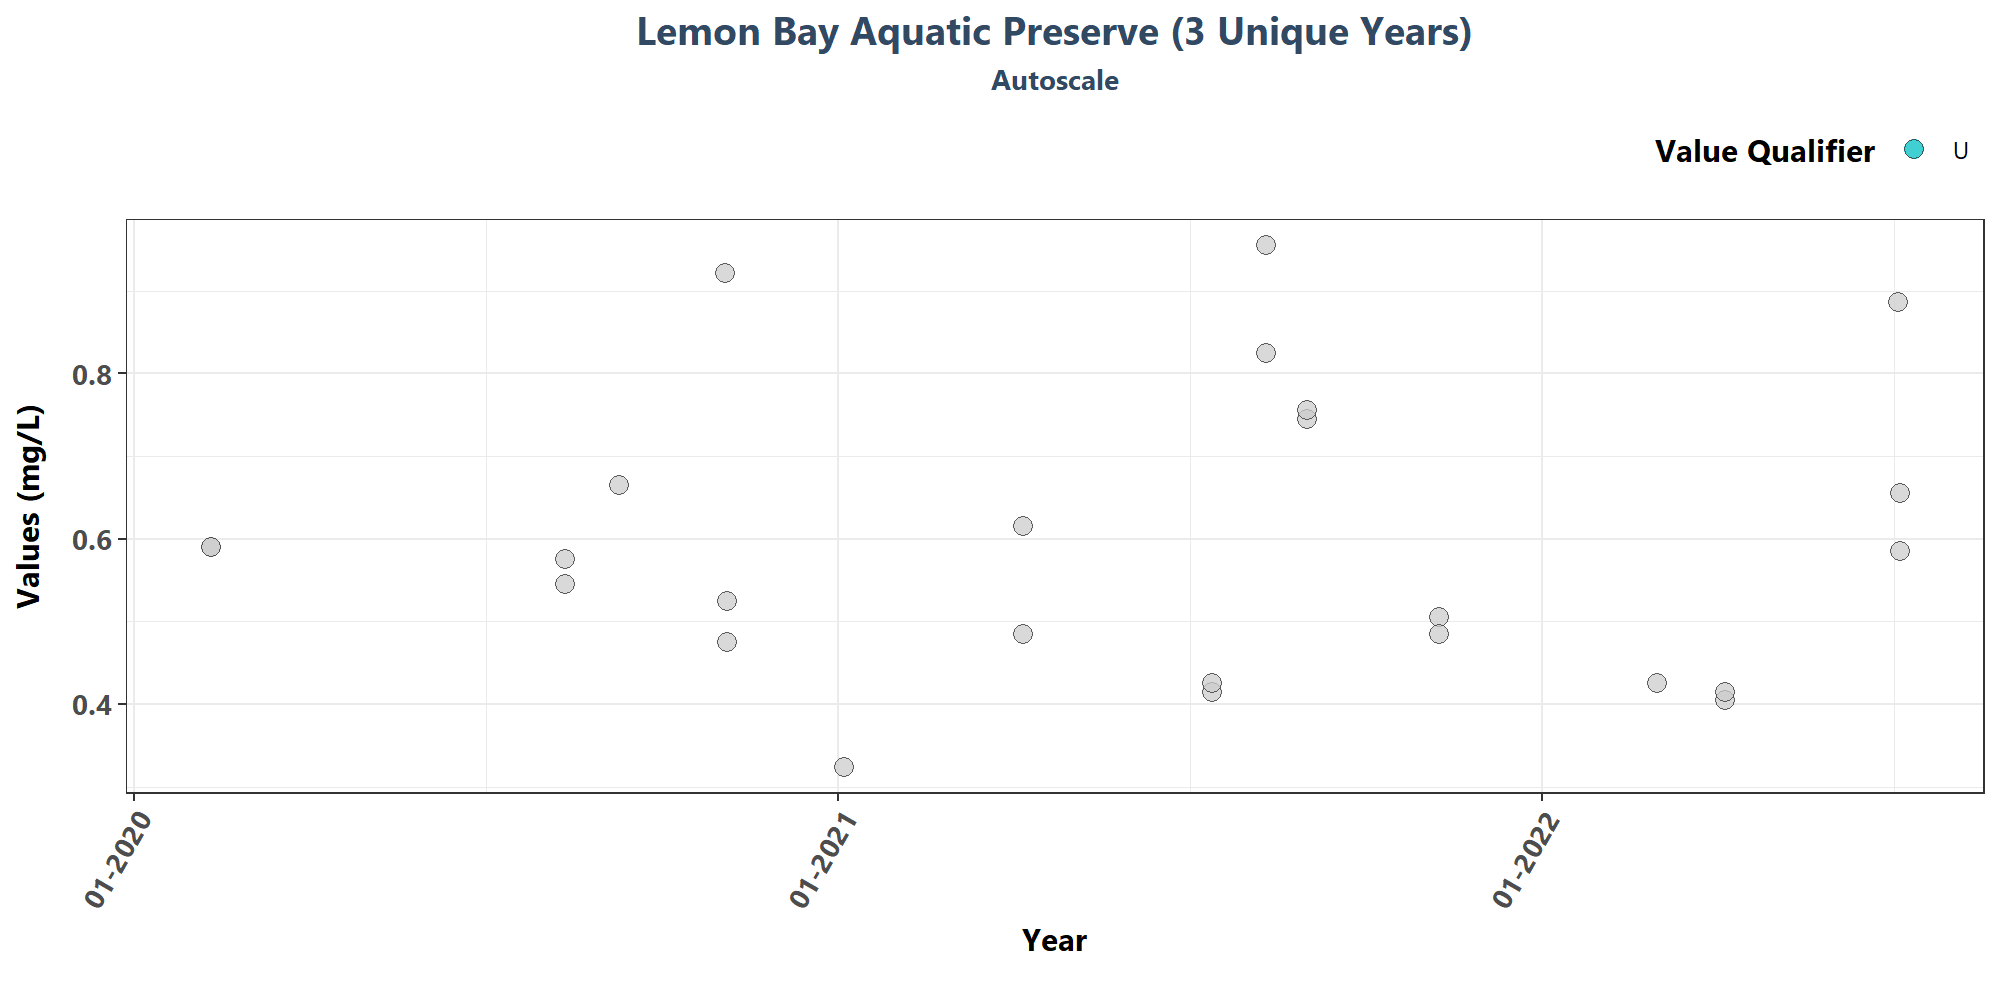 Lemon Bay Aquatic Preserve (3 Unique Years)
Autoscale
Value Qualifier U
Values (mg/L)
0.8
0.6
0.4
01-2020
01-2021
01-2022
Year